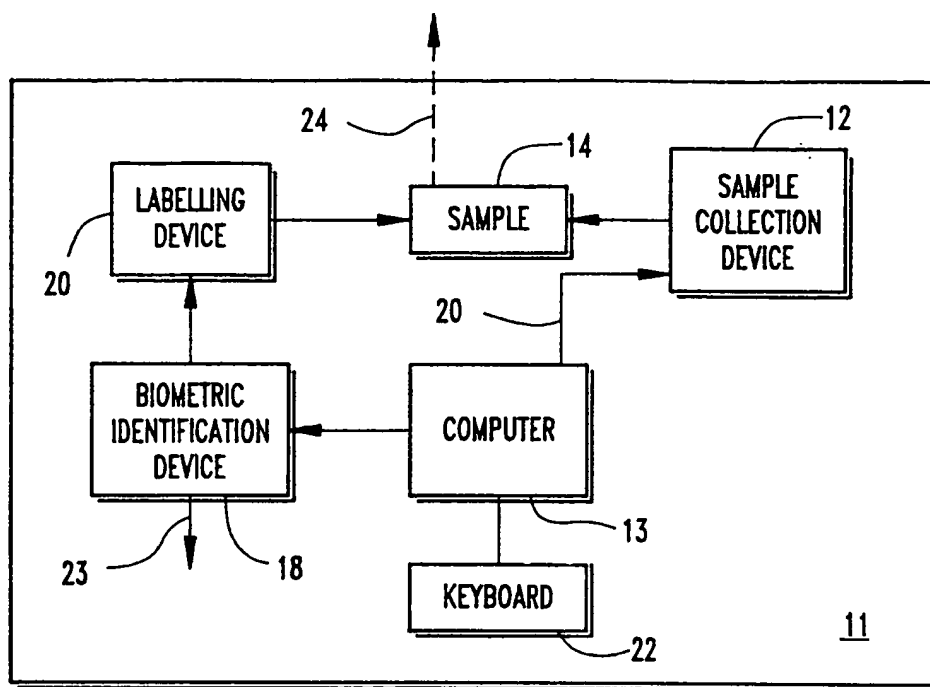 24
14
12
LABELLING
DEVICE
SAMPLE
SAMPLE
COLLECTION
DEVICE
20
20
BIOMETRIC
IDENTIFICATION
DEVICE
COMPUTER
23
18
13
KEYBOARD
22
11